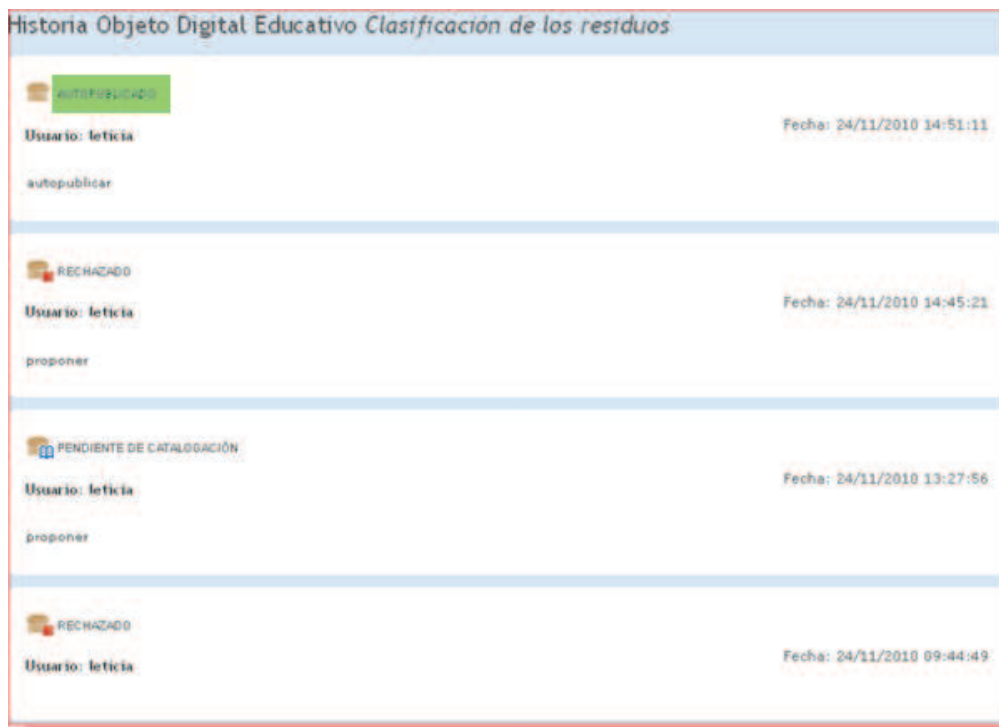 Historia Objeto Digital Educativo Clasificación de los residuos
AUTOPUBLICADO
Fecha: 24/11/2010 14:51:11
Usuario: leticia
autopublicar
RECHAZADO
Fecha: 24/11/2010 14:45:21
Usuario: leticia
proponer
PENDIENTE DE CATALOGACIÓN
Fecha: 24/11/2010 13:27:56
Usuario: leticia
proponer
RECHAZADO
Fecha: 24/11/2010 09:44:49
Usuario: leticia